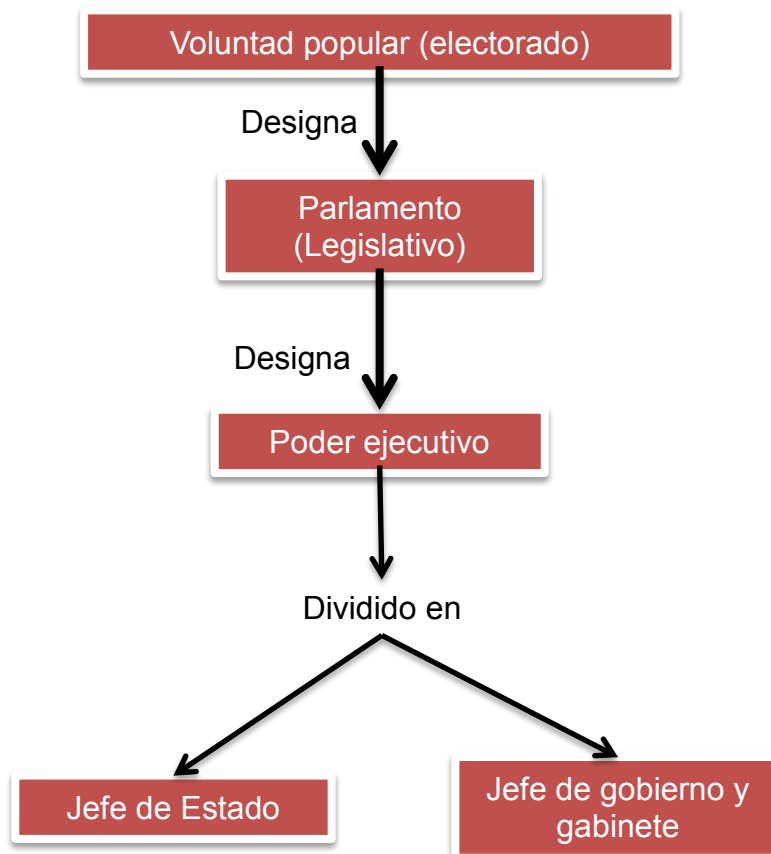 Voluntad popular (electorado)
Designa
Parlamento
(Legislativo)
Designa
Poder ejecutivo
Dividido en
Jefe de Estado
Jefe de gobierno y
gabinete